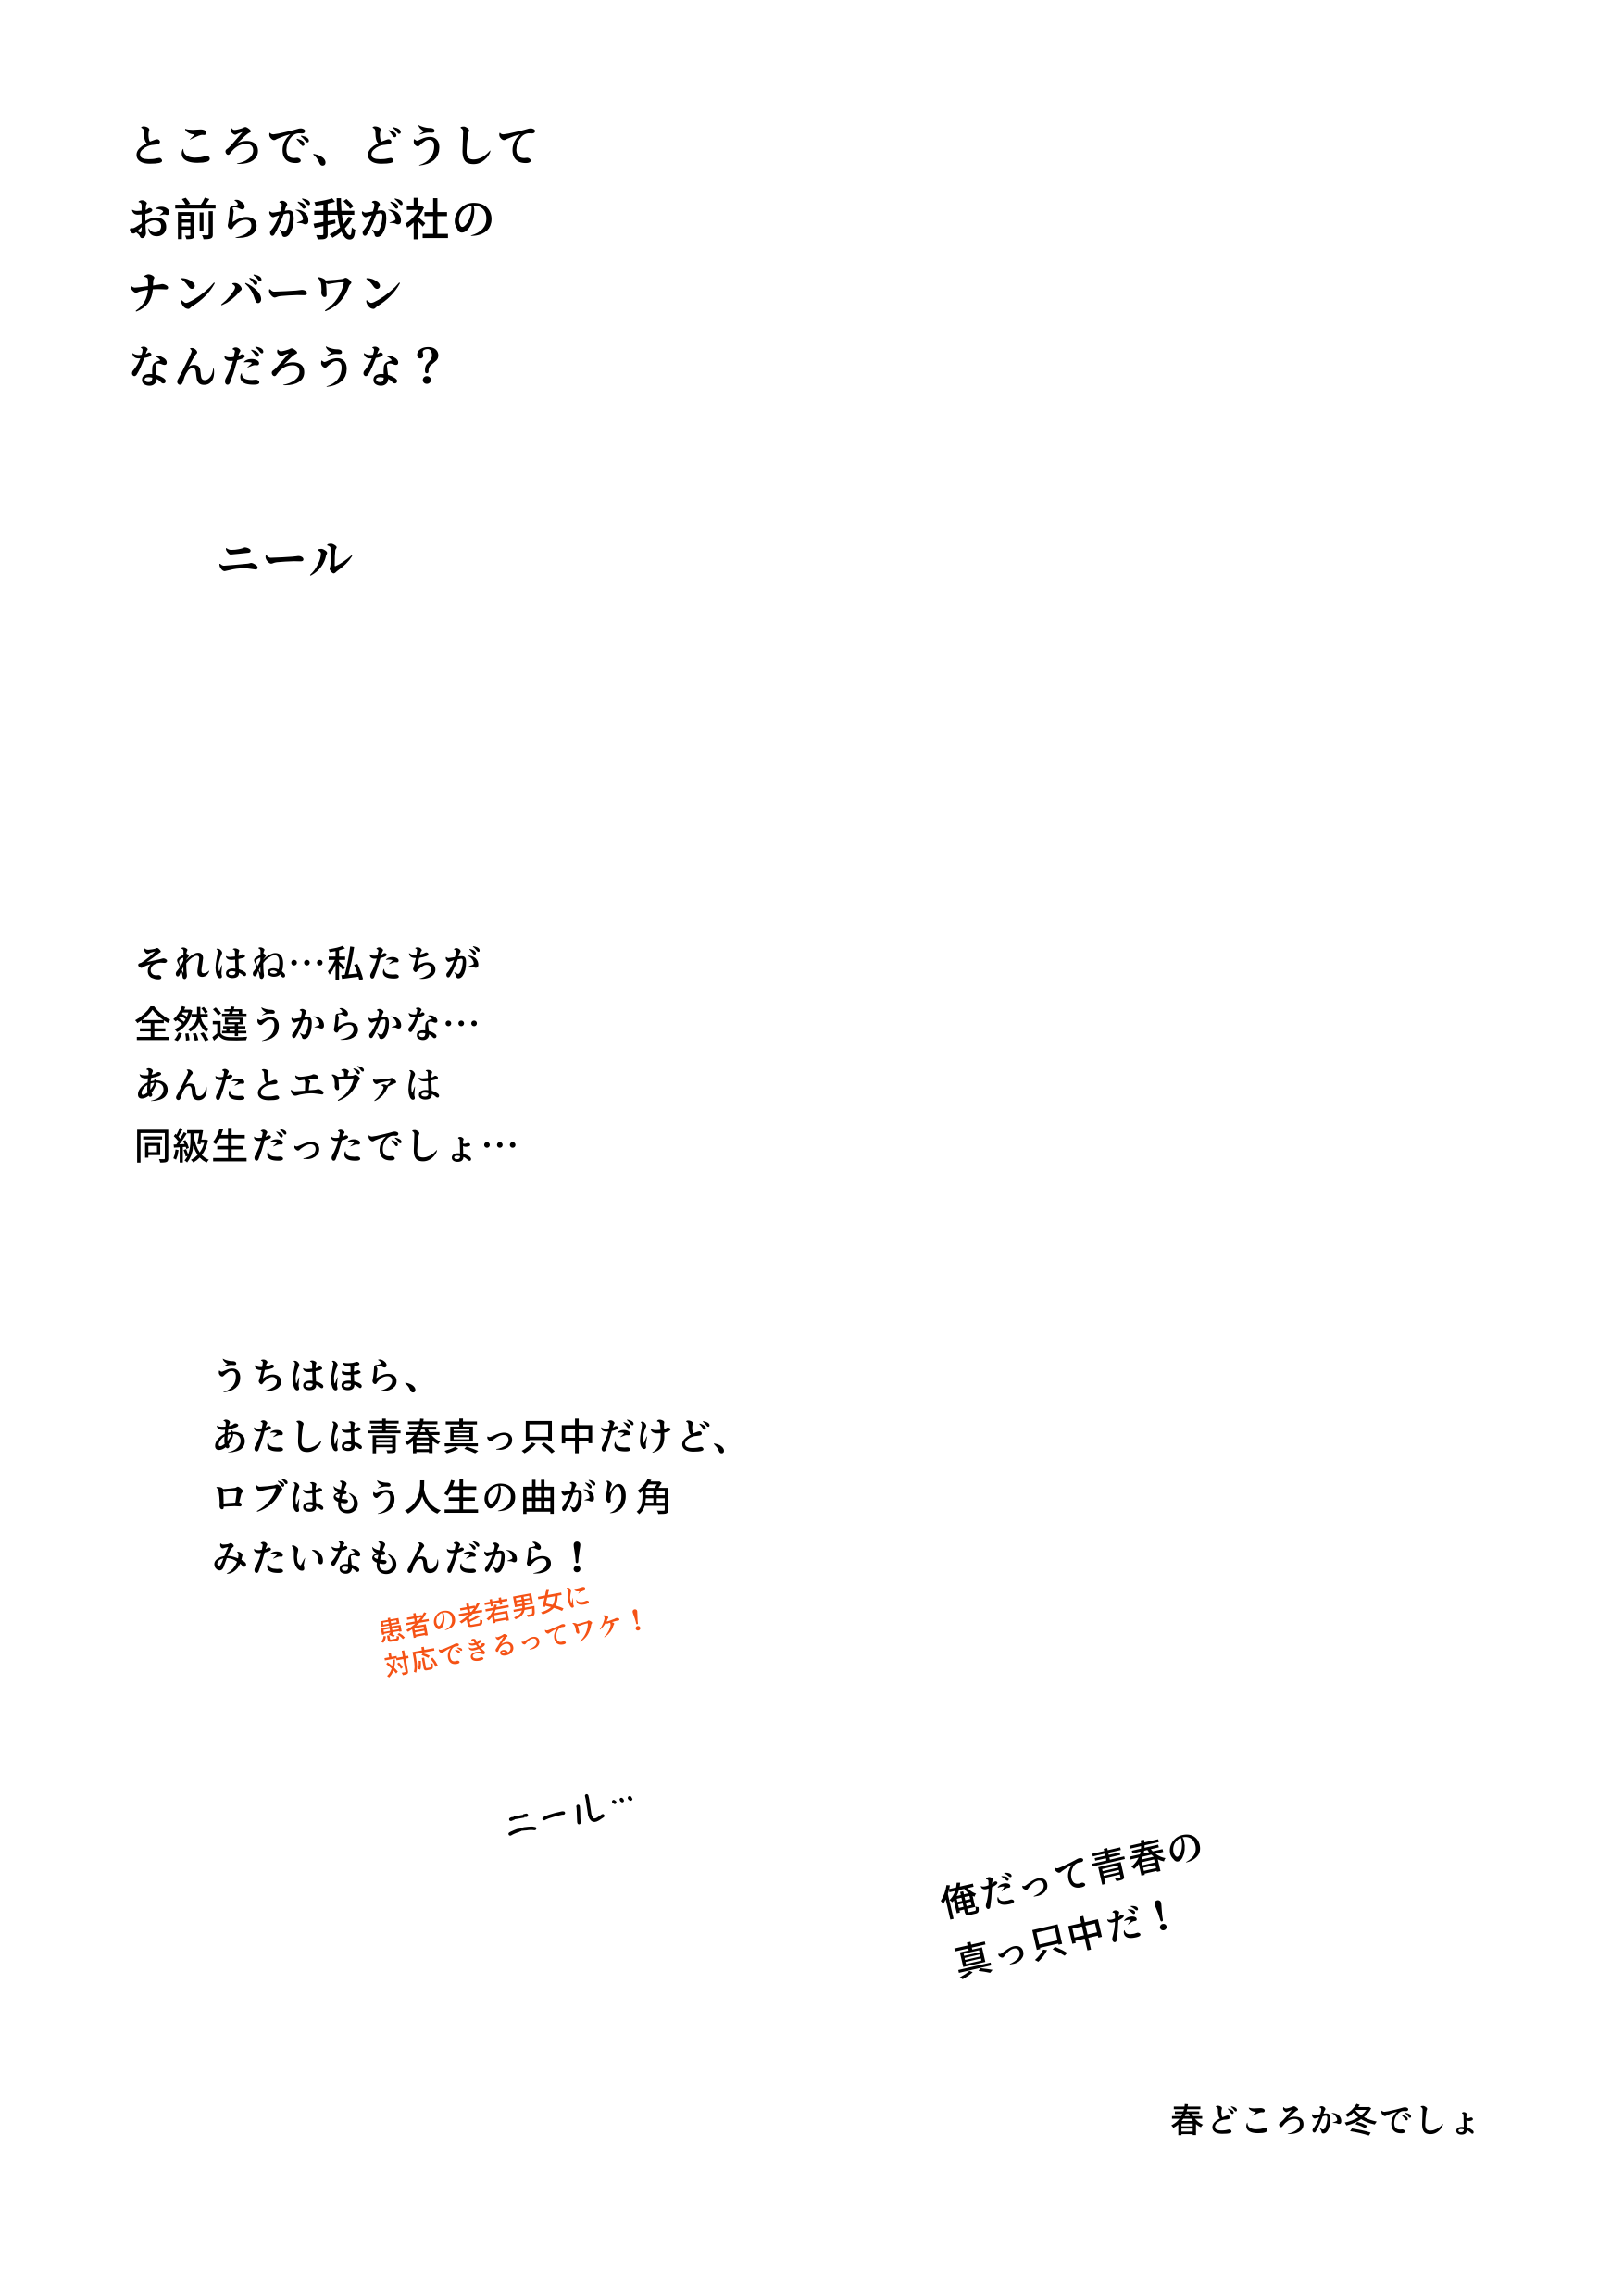 ところで、どうして
お前らが我が社の
ナンバーワン
なんだろうな？
ニール
それはね…私たちが
全然違うからかな…
あんたとエヴァは
同級生だったでしょ…
うちはほら、
あたしは青春真っ只中だけど、
ロブはもう人生の曲がり角
みたいなもんだから！
患者の老若男女に
対応できるってワケ！
ニール…
俺だって青春の
真っ只中だ！
春どころか冬でしょ